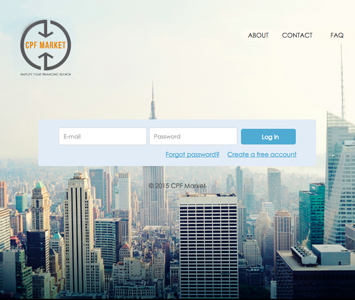 CPF MARKET
SIMPLIFY YOUR FINANCING SEARCH
ABOUT CONTACT FAQ
E-mail Password Log in
Forgot password? Create a free account
© 2015 CPF Market